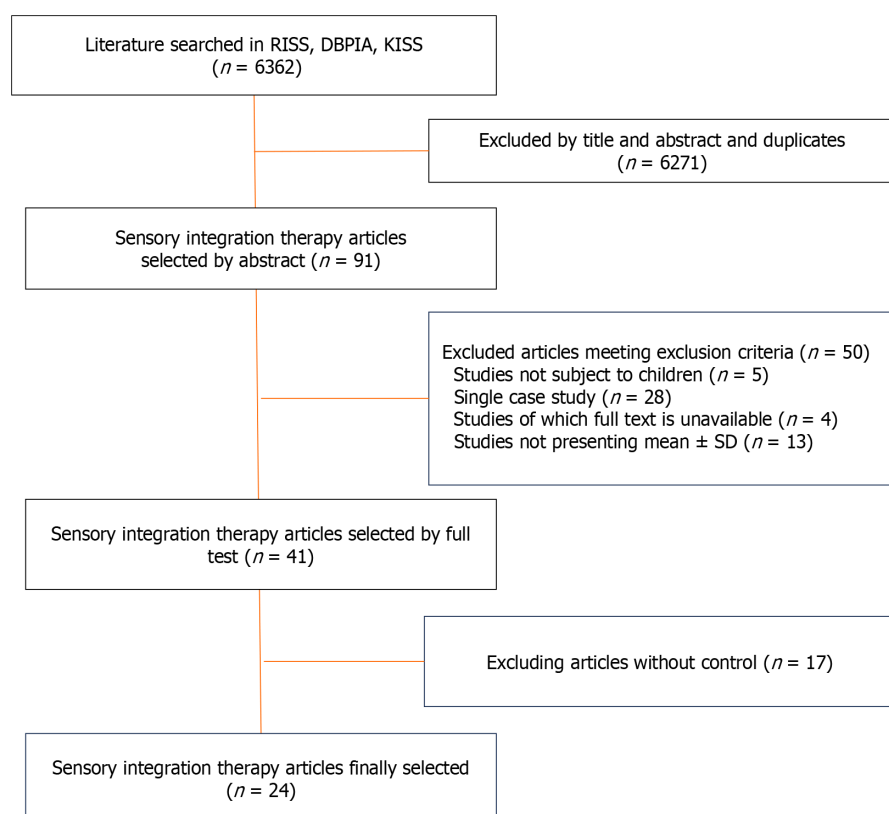 Literature searched in RISS, DBPIA, KISS
(n = 6362)
Excluded by title and abstract and duplicates
(n = 6271)
Sensory integration therapy articles
selected by abstract (n = 91)
Excluded articles meeting exclusion criteria (n = 50)
Studies not subject to children (n = 5)
Single case study (n = 28)
Studies of which full text is unavailable (n = 4)
Studies not presenting mean ± SD (n = 13)
Sensory integration therapy articles selected by full
test (n = 41)
Excluding articles without control (n = 17)
Sensory integration therapy articles finally selected
(n = 24)